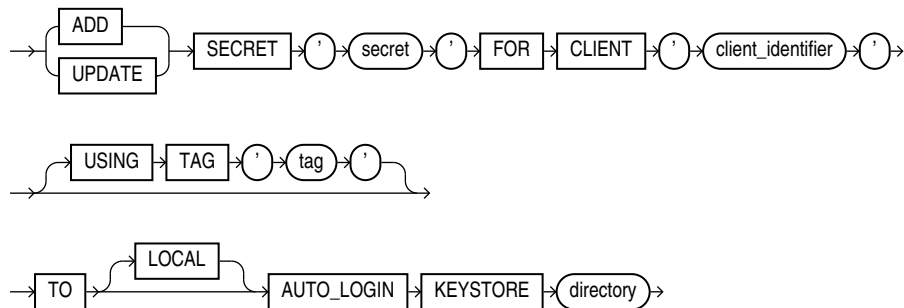 ADD
UPDATE
SECRET ' secret ' FOR CLIENT ' client_identifier '
USING TAG ' tag '
LOCAL
TO AUTO_LOGIN KEYSTORE directory